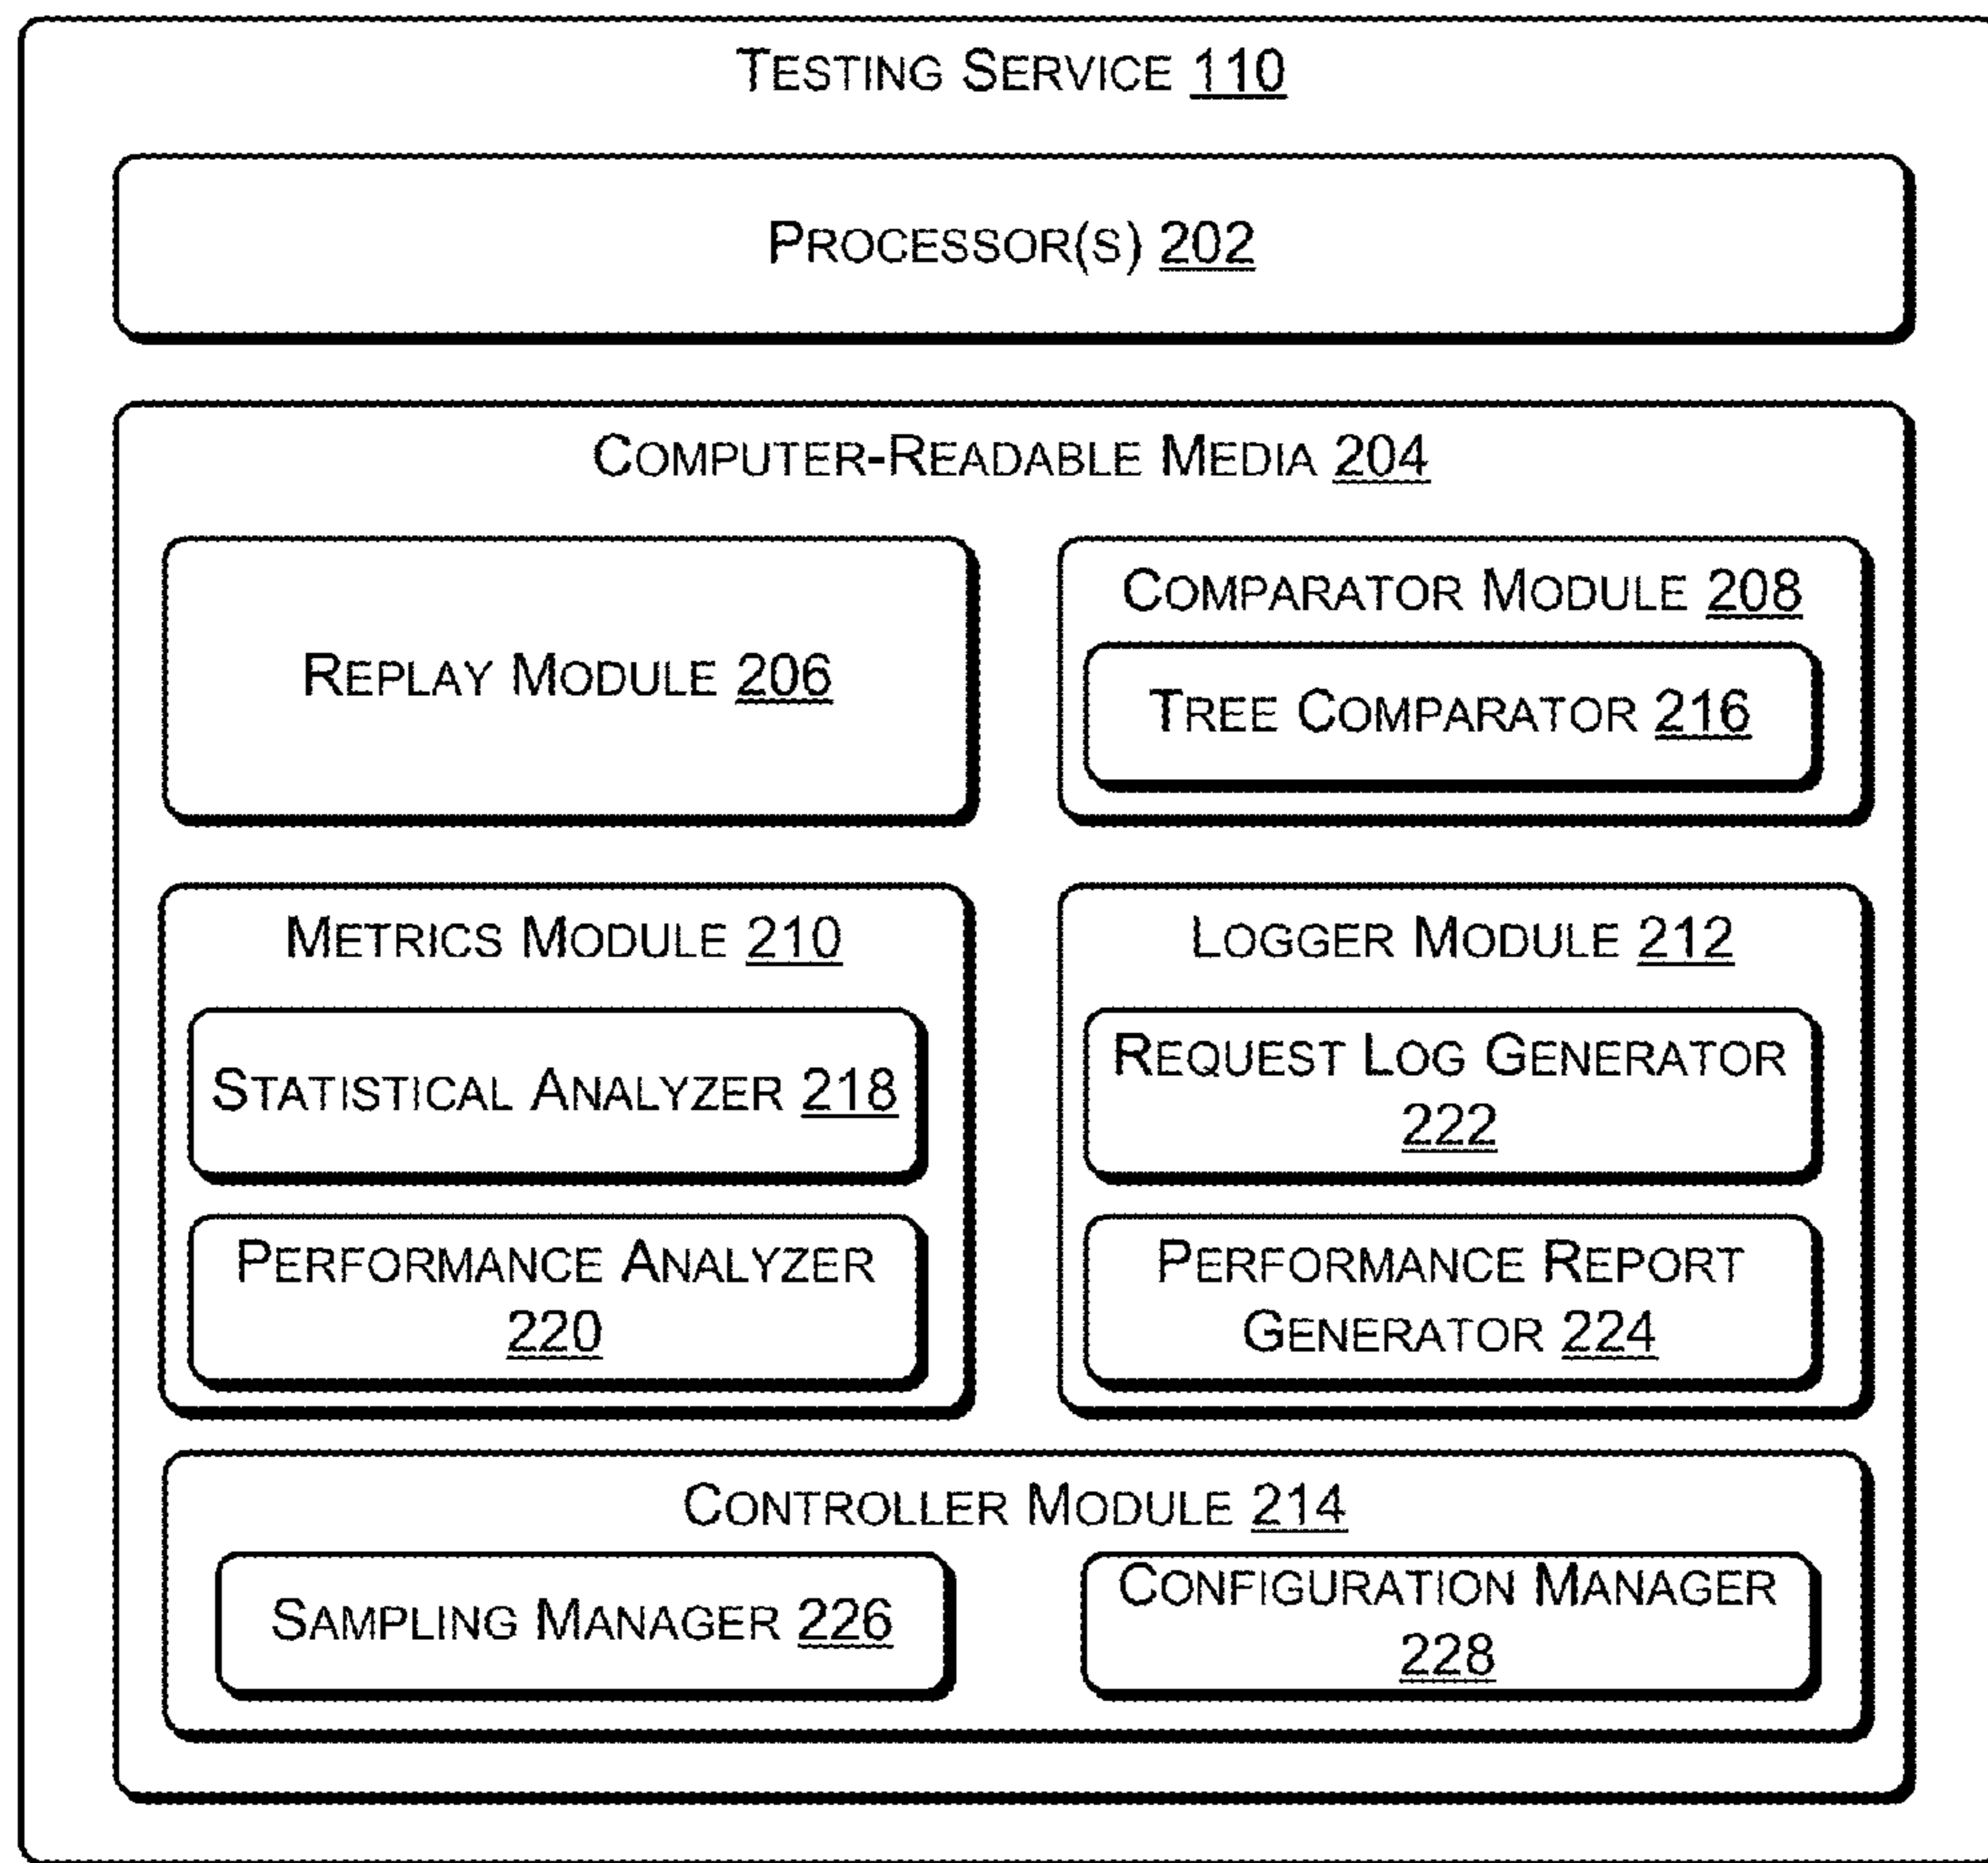 TESTING SERVICE 110
PROCESSOR(S) 202
COMPUTER-READABLE MEDIA 204
REPLAY MODULE 206
COMPARATOR MODULE 208
TREE COMPARATOR 216
METRICS MODULE 210
STATISTICAL ANALYZER 218
PERFORMANCE ANALYZER
220
LOGGER MODULE 212
REQUEST LOG GENERATOR
222
PERFORMANCE REPORT
GENERATOR 224
CONTROLLER MODULE 214
SAMPLING MANAGER 226
CONFIGURATION MANAGER
228